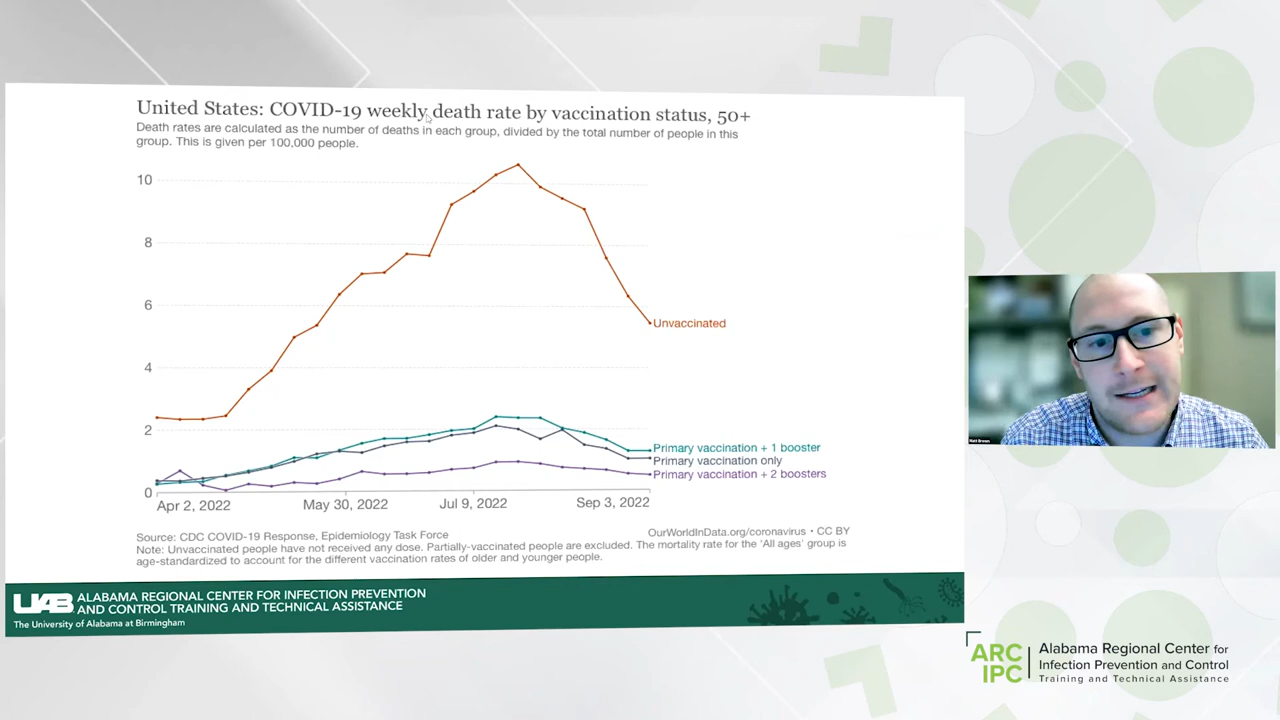 United States: COVID-19 weekly death rate by vaccination status, 50+
Death rates are calculated as the number of deaths in each group, divided by the total number of people in this
group. This is given per 100,000 people.
10
8
6
4
2
0
Unvaccinated
Primary vaccination + 1 booster
Primary vaccination only
Primary vaccination + 2 boosters
Apr 2, 2022
May 30, 2022
Jul 9, 2022
Sep 3, 2022
Source: CDC COVID-19 Response, Epidemiology Task Force
OurWorldInData.org/coronavirus • CC BY
Note: Unvaccinated people have not received any dose. Partially-vaccinated people are excluded. The mortality rate for the 'All ages' group is
age-standardized to account for the different vaccination rates of older and younger people.
UAB
ALABAMA REGIONAL CENTER FOR INFECTION PREVENTION
AND CONTROL TRAINING AND TECHNICAL ASSISTANCE
The University of Alabama at Birmingham
Matt Brown
ARC
IPC
Alabama Regional Center for
Infection Prevention and Control
Training and Technical Assistance